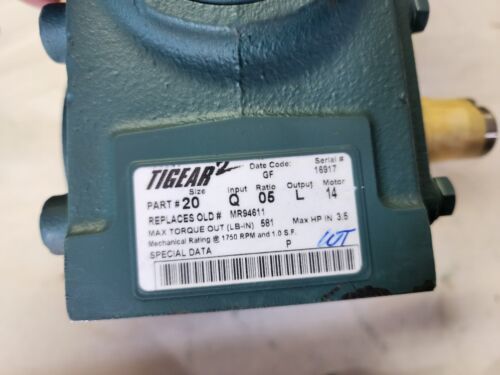 TIGEAR 2 Date Code: GF Serial # 16917
Size Input Ratio Output Motor
PART # 20 Q 05 L 14
REPLACES OLD # MR94611
MAX TORQUE OUT (LB-IN) 581 Max HP IN 3.5
Mechanical Rating @ 1750 RPM and 1.0 S.F.
SPECIAL DATA P